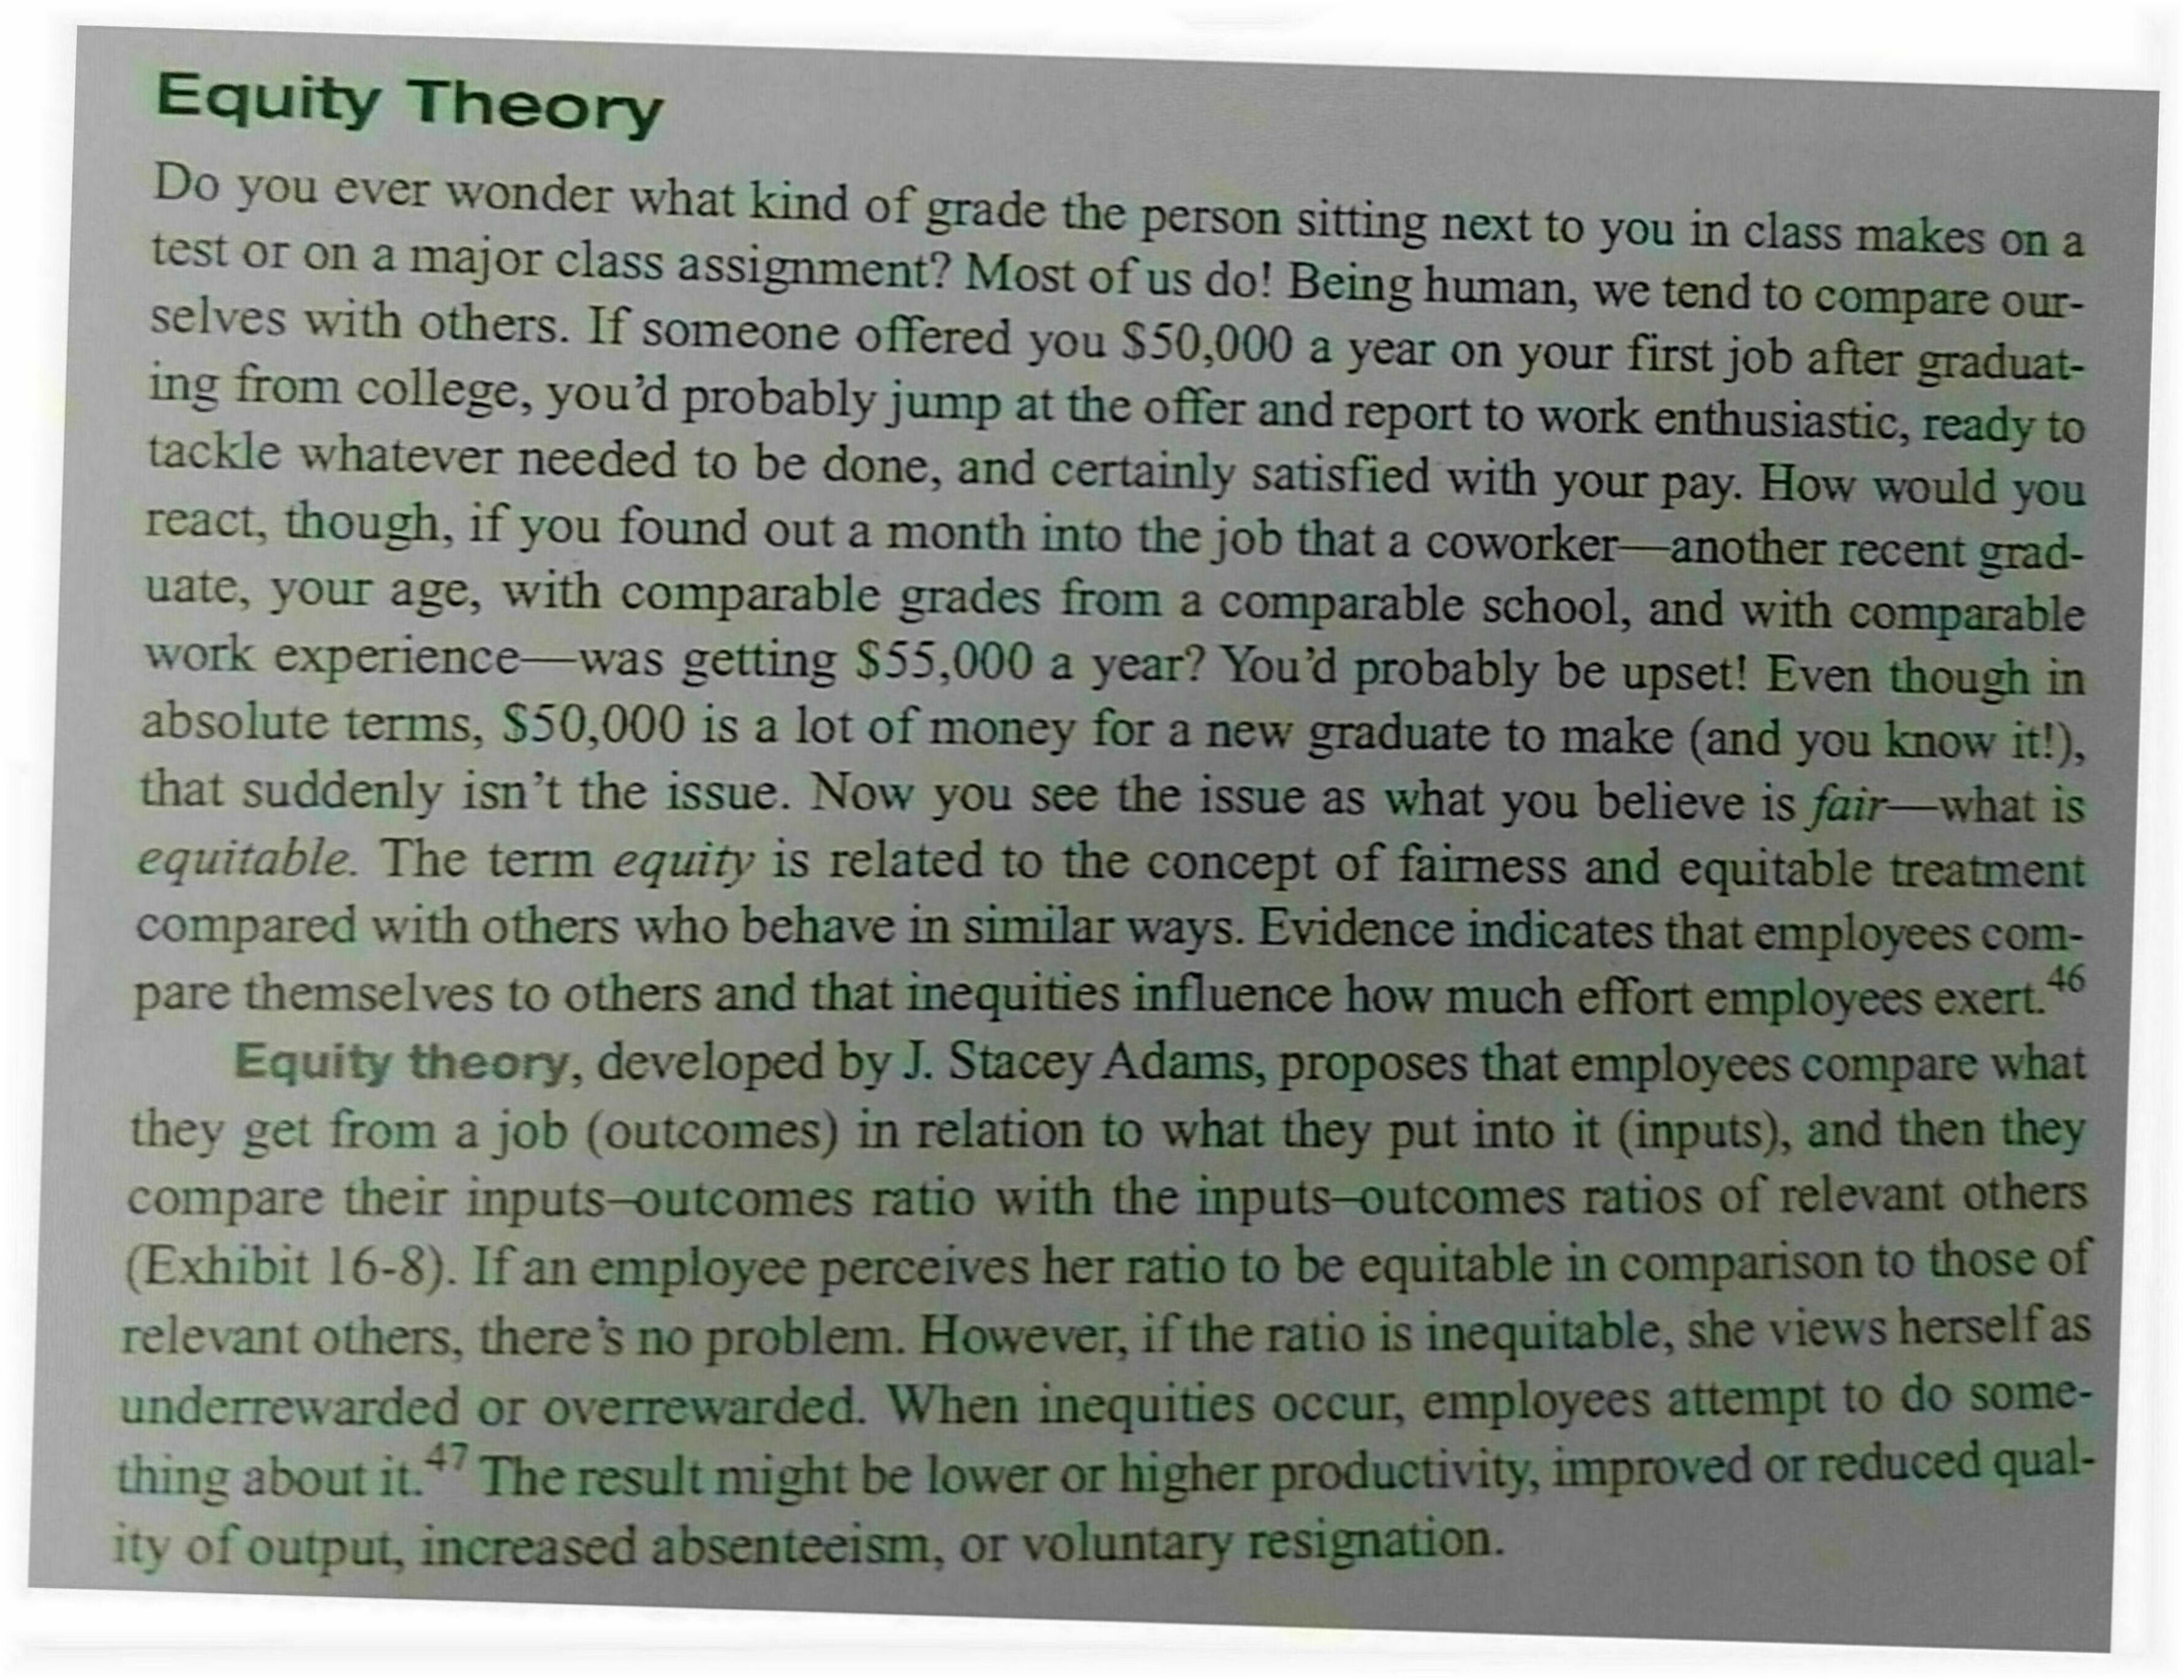 Equity Theory
Do you ever wonder what kind of grade the person sitting next to you in class makes on a
test or on a major class assignment? Most of us do! Being human, we tend to compare our-
selves with others. If someone offered you $50,000 a year on your first job after graduat-
ing from college, you'd probably jump at the offer and report to work enthusiastic, ready to
tackle whatever needed to be done, and certainly satisfied with your pay. How would you
react, though, if you found out a month into the job that a coworker—another recent grad-
uate, your age, with comparable grades from a comparable school, and with comparable
work experience—was getting $55,000 a year? You'd probably be upset! Even though in
absolute terms, $50,000 is a lot of money for a new graduate to make (and you know it!),
that suddenly isn't the issue. Now you see the issue as what you believe is fair—what is
equitable. The term equity is related to the concept of fairness and equitable treatment
compared with others who behave in similar ways. Evidence indicates that employees com-
pare themselves to others and that inequities influence how much effort employees exert.46
Equity theory, developed by J. Stacey Adams, proposes that employees compare what
they get from a job (outcomes) in relation to what they put into it (inputs), and then they
compare their inputs–outcomes ratio with the inputs–outcomes ratios of relevant others
(Exhibit 16-8). If an employee perceives her ratio to be equitable in comparison to those of
relevant others, there's no problem. However, if the ratio is inequitable, she views herself as
underrewarded or overrewarded. When inequities occur, employees attempt to do some-
thing about it.47 The result might be lower or higher productivity, improved or reduced qual-
ity of output, increased absenteeism, or voluntary resignation.